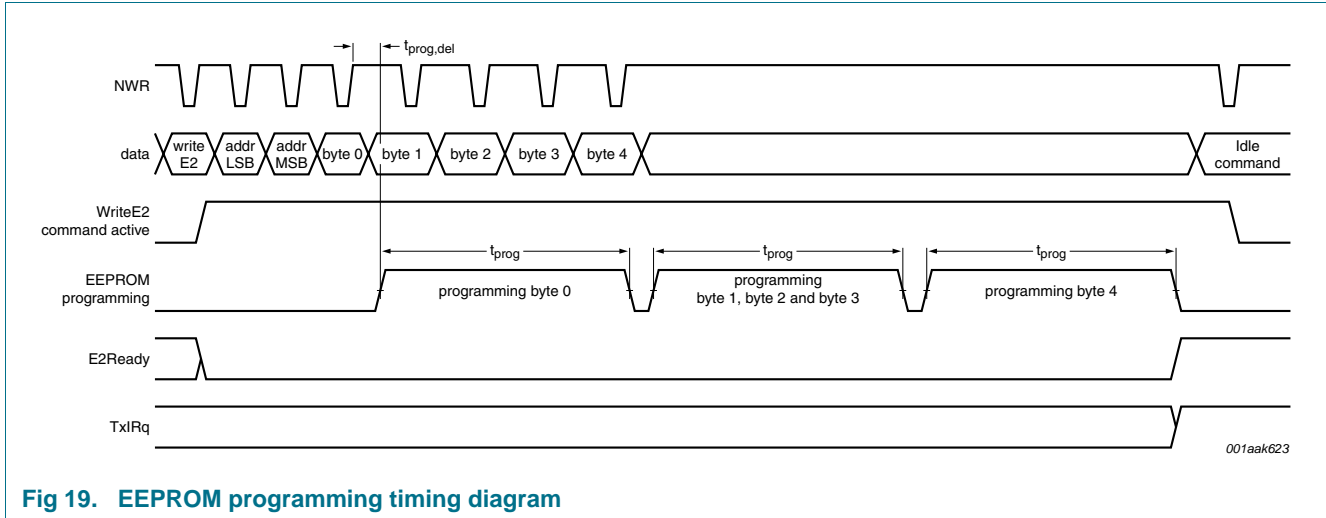 tprog,del
NWR
data
write
E2
addr
LSB
addr
MSB
byte 0
byte 1
byte 2
byte 3
byte 4
Idle
command
WriteE2
command active
tprog
tprog
tprog
EEPROM
programming
programming byte 0
programming
byte 1, byte 2 and byte 3
programming byte 4
E2Ready
TxIRq
001aak623
Fig 19. EEPROM programming timing diagram